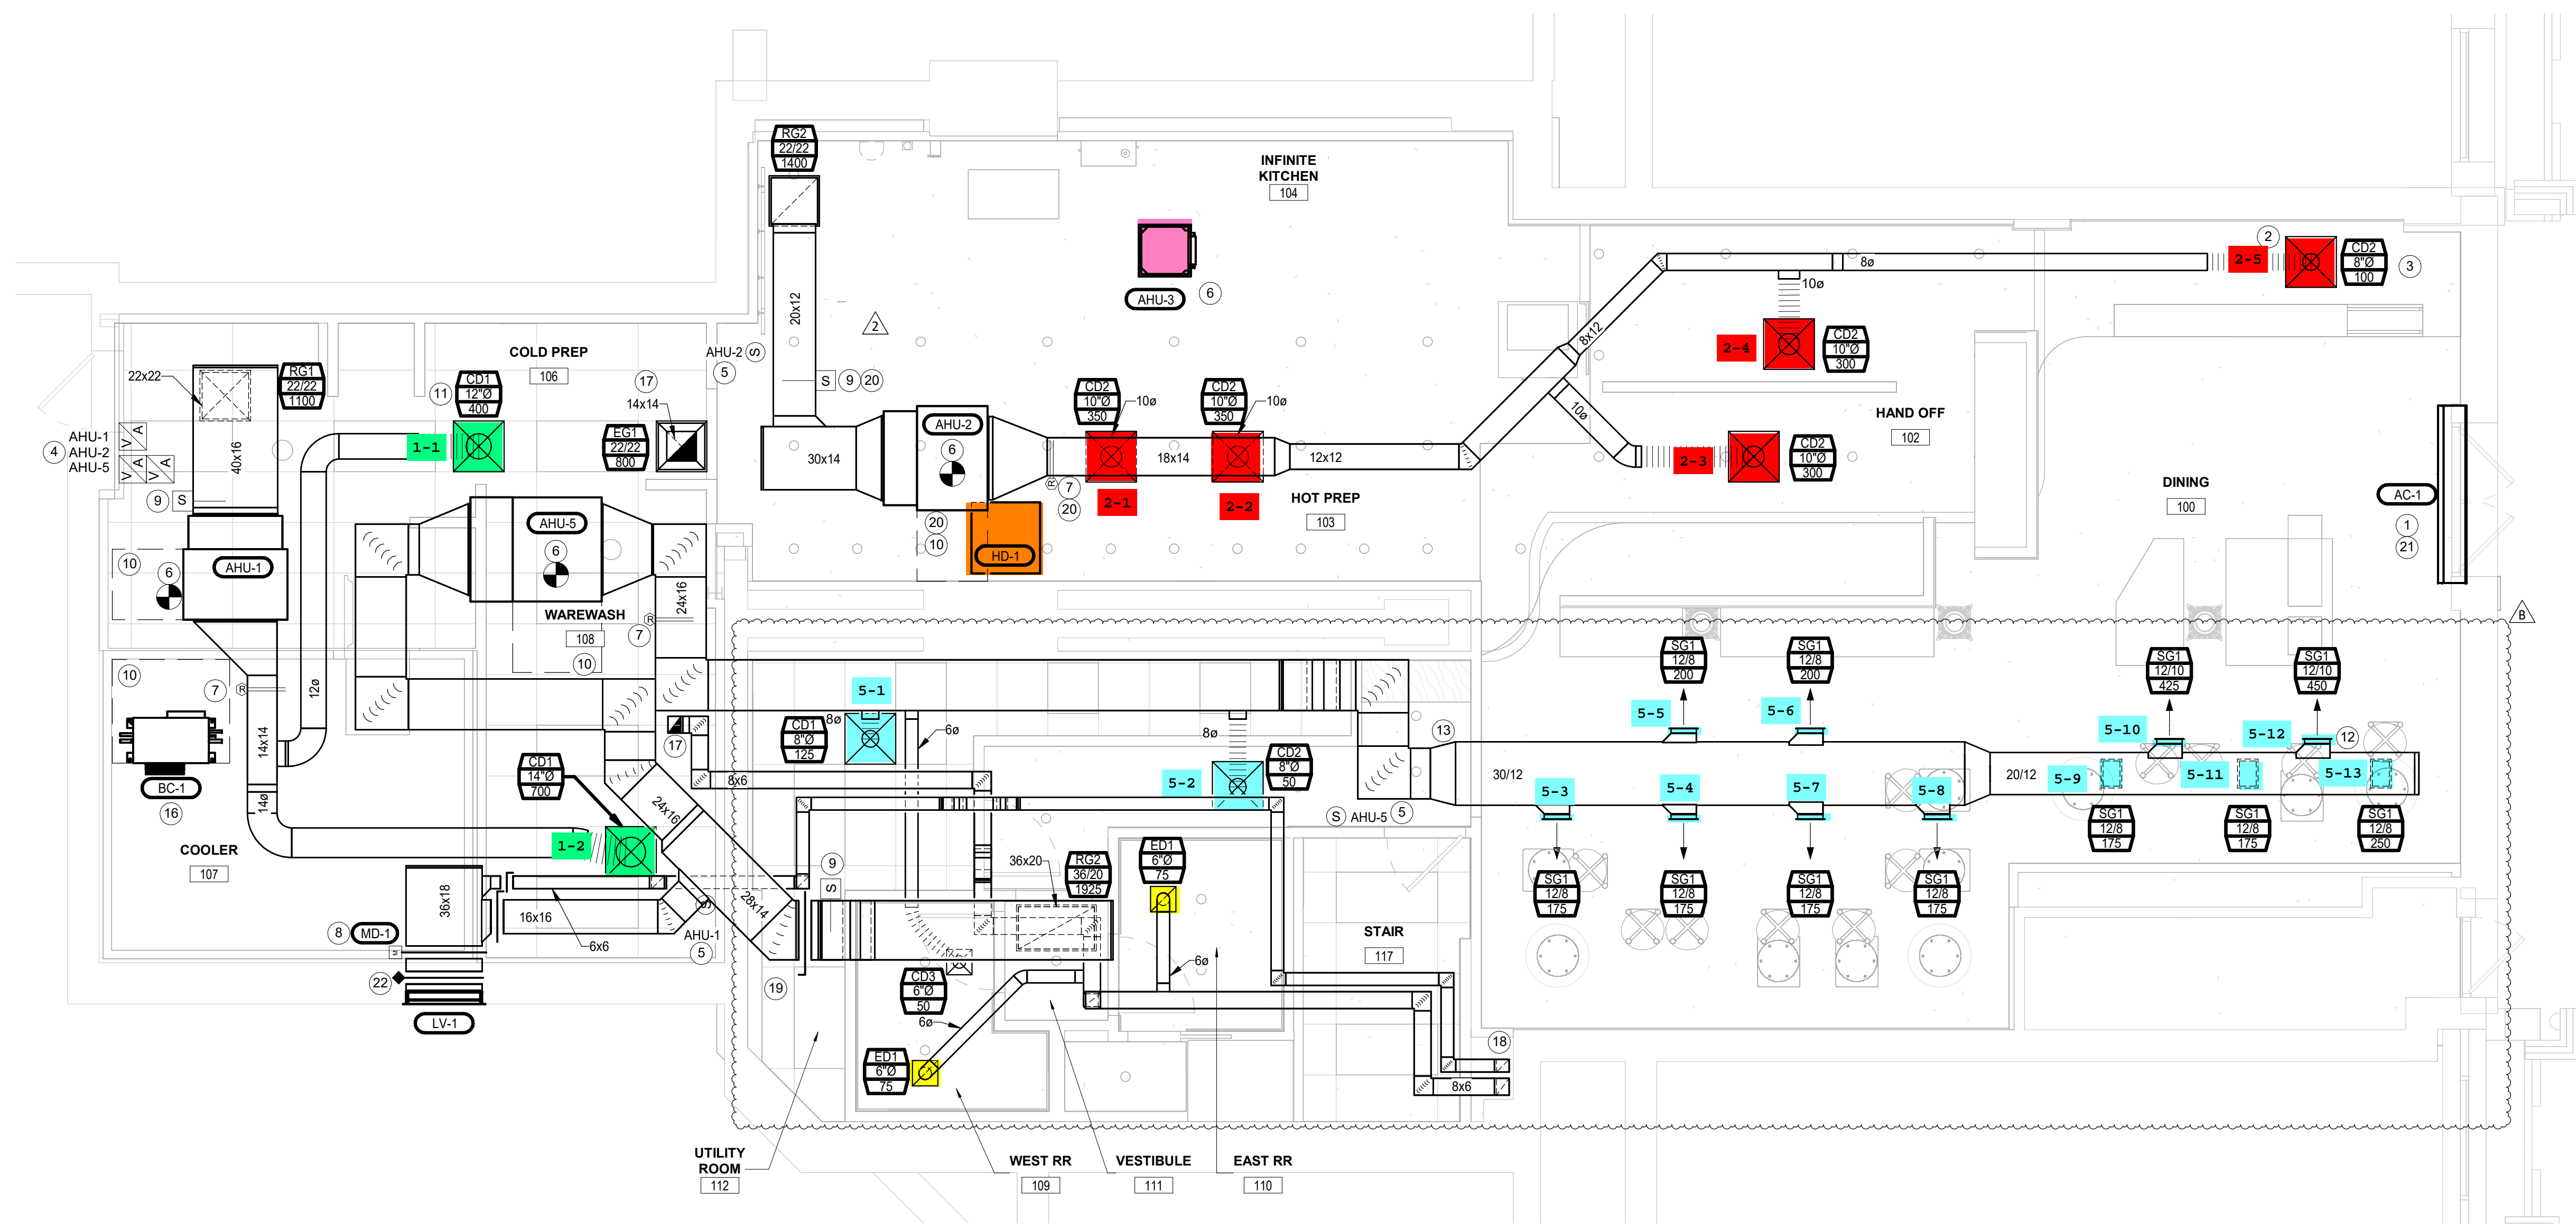 RG2
22/22
1400
INFINITE
KITCHEN
104
20x12
2
AHU-3
6
AHU-2
S
5
S
9
20
30x14
AHU-2
6
20
10
HD-1
R
7
20
CD2
10"Ø
350
10ø
2-1
18x14
CD2
10"Ø
350
10ø
2-2
12x12
HOT PREP
103
8x12
10ø
8ø
10ø
2-4
CD2
10"Ø
300
2-3
CD2
10"Ø
300
2
2-5
CD2
8"Ø
100
3
HAND OFF
102
DINING
100
AC-1
1
21
B
COLD PREP
106
22x22
RG1
22/22
1100
11
CD1
12"Ø
400
1-1
17
14x14
EG1
22/22
800
4
AHU-1
AHU-2
AHU-5
V A
V A
V A
40x16
9
S
10
6
AHU-1
AHU-5
6
WAREWASH
108
10
24x16
R
7
10
7
R
12ø
14x14
14ø
BC-1
16
COOLER
107
CD1
14"Ø
700
1-2
24x16
17
8x6
28x14
36x18
16x16
6x6
8
MD-1
M
22
LV-1
S
AHU-1
5
19
9
S
5-1
8ø
CD1
8"Ø
125
6ø
8ø
5-2
CD2
8"Ø
50
36x20
RG2
36/20
1925
ED1
6"Ø
75
6ø
CD3
6"Ø
50
6ø
ED1
6"Ø
75
STAIR
117
18
8x6
13
S
AHU-5
5
30/12
20/12
SG1
12/8
200
5-5
SG1
12/8
200
5-6
SG1
12/10
425
5-10
SG1
12/10
450
5-12
12
5-3
5-4
5-7
5-8
5-9
5-11
5-13
SG1
12/8
175
SG1
12/8
175
SG1
12/8
250
SG1
12/8
175
SG1
12/8
175
SG1
12/8
175
SG1
12/8
175
UTILITY
ROOM
112
WEST RR
109
VESTIBULE
111
EAST RR
110